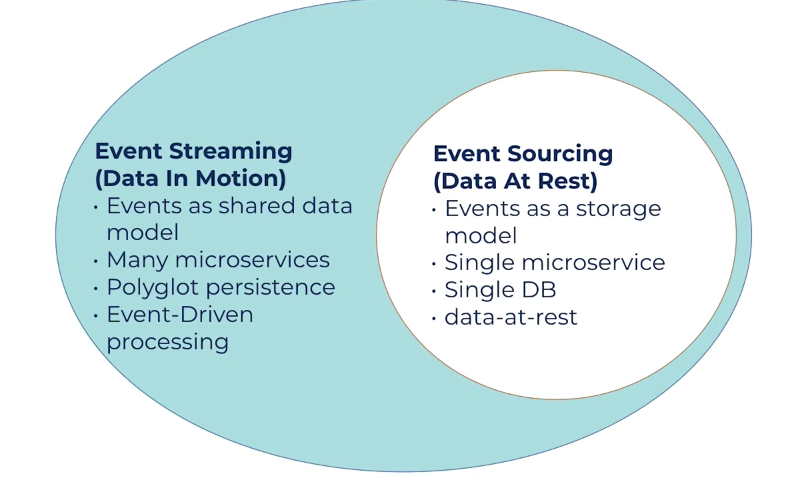 Event Streaming
(Data In Motion)
· Events as shared data
model
· Many microservices
· Polyglot persistence
· Event-Driven
processing
Event Sourcing
(Data At Rest)
· Events as a storage
model
· Single microservice
· Single DB
· data-at-rest